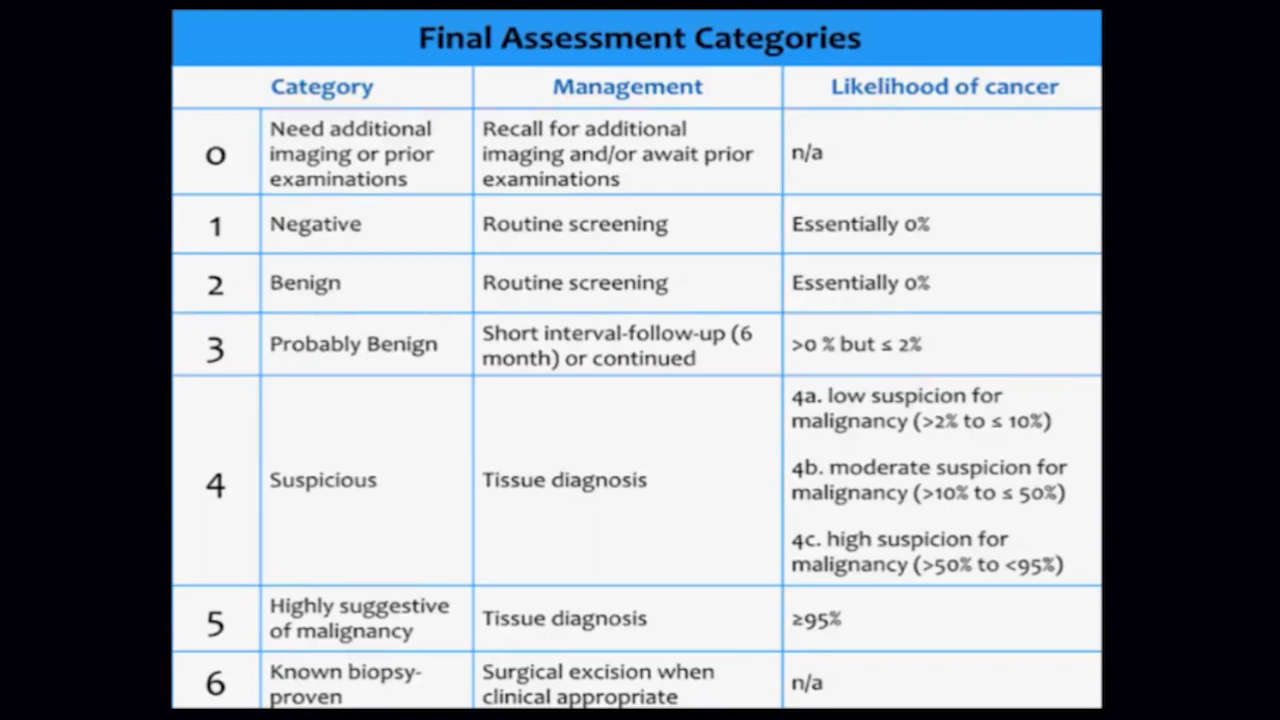 Final Assessment Categories
Category Management Likelihood of cancer
0
Need additional
imaging or prior
examinations
Recall for additional
imaging and/or await prior
examinations
n/a
1
Negative
Routine screening
Essentially 0%
2
Benign
Routine screening
Essentially 0%
3
Probably Benign
Short interval-follow-up (6
month) or continued
>0 % but ≤ 2%
4
Suspicious
Tissue diagnosis
4a. low suspicion for
malignancy (>2% to ≤ 10%)
4b. moderate suspicion for
malignancy (>10% to ≤ 50%)
4c. high suspicion for
malignancy (>50% to <95%)
5
Highly suggestive
of malignancy
Tissue diagnosis
≥95%
6
Known biopsy-
proven
Surgical excision when
clinical appropriate
n/a